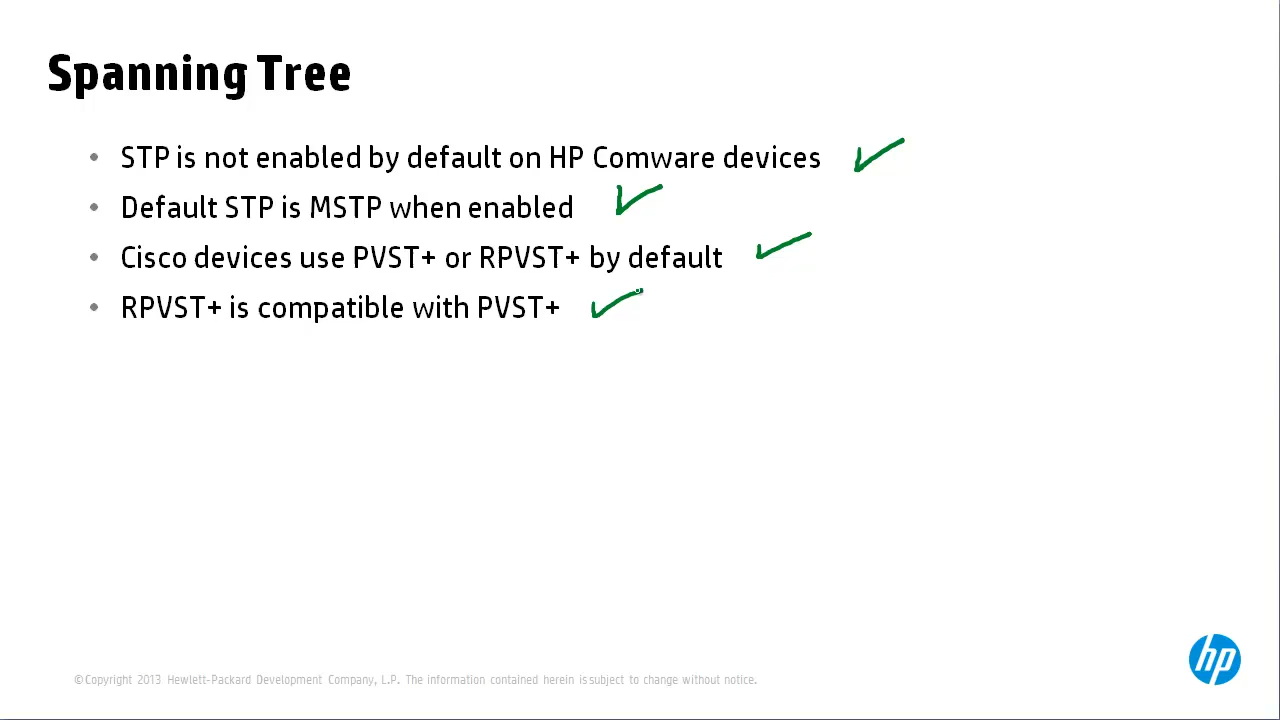 Spanning Tree
• STP is not enabled by default on HP Comware devices
• Default STP is MSTP when enabled
• Cisco devices use PVST+ or RPVST+ by default
• RPVST+ is compatible with PVST+
hp
©Copyright 2013 Hewlett-Packard Development Company, L.P. The information contained herein is subject to change without notice.